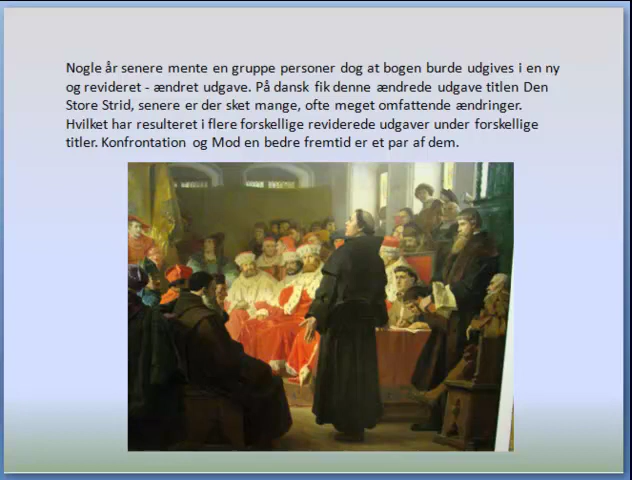 Nogle år senere mente en gruppe personer dog at bogen burde udgives i en ny
og revideret - ændret udgave. På dansk fik denne ændrede udgave titlen Den
Store Strid, senere er der sket mange, ofte meget omfattende ændringer.
Hvilket har resulteret i flere forskellige reviderede udgaver under forskellige
titler. Konfrontation og Mod en bedre fremtid er et par af dem.